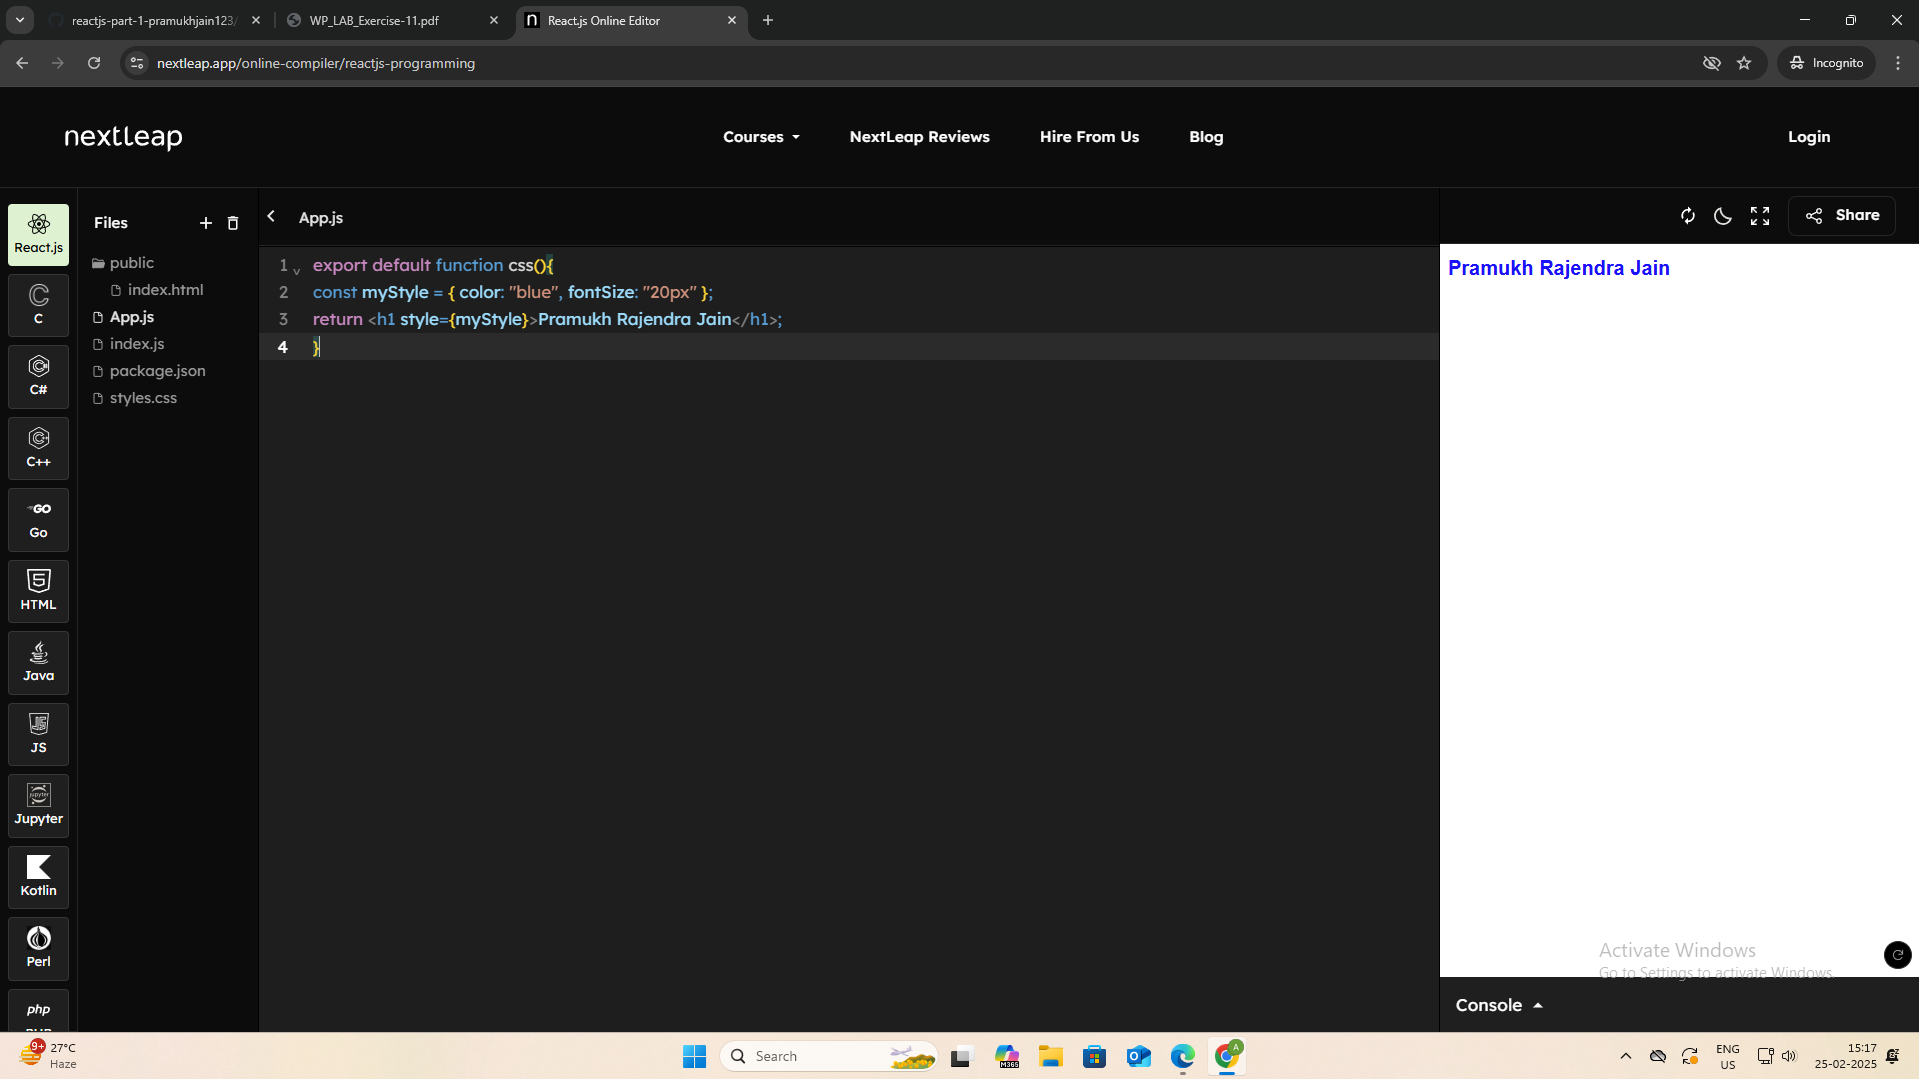 reactjs-part-1-pramukhjain123/
WP_LAB_Exercise-11.pdf
React.js Online Editor
nextleap.app/online-compiler/reactjs-programming
Incognito
nextleap
Courses
NextLeap Reviews
Hire From Us
Blog
Login
React.js
C
C#
C++
Go
HTML
Java
JS
Jupyter
Kotlin
Perl
php
Files
public
index.html
App.js
index.js
package.json
styles.css
App.js
1 export default function css(){
2 const myStyle = { color: "blue", fontSize: "20px" };
3 return <h1 style={myStyle}>Pramukh Rajendra Jain</h1>;
4 }
Share
Pramukh Rajendra Jain
Activate Windows
Go to Settings to activate Windows.
Console
9+
27°C
Haze
Search
M365
A
ENG
US
15:17
25-02-2025